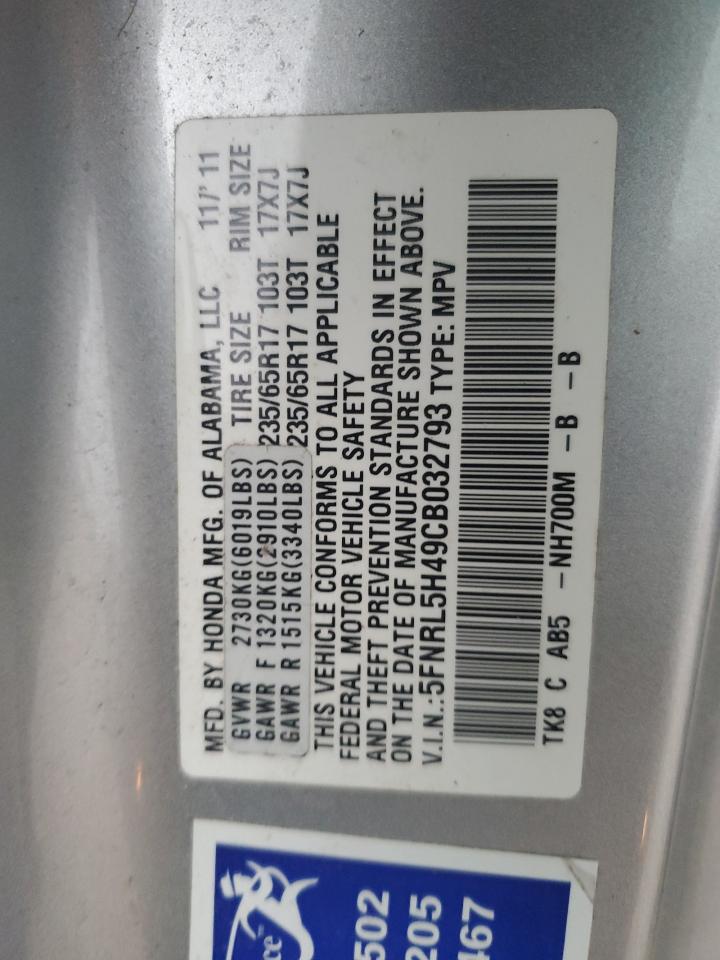 MFD. BY HONDA MFG. OF ALABAMA, LLC 11/'11
GVWR 2730KG(6019LBS) TIRE SIZE RIM SIZE
GAWR F 1320KG(2910LBS) 235/65R17 103T 17X7J
GAWR R 1515KG(3340LBS) 235/65R17 103T 17X7J
THIS VEHICLE CONFORMS TO ALL APPLICABLE
FEDERAL MOTOR VEHICLE SAFETY
AND THEFT PREVENTION STANDARDS IN EFFECT
ON THE DATE OF MANUFACTURE SHOWN ABOVE.
V.I.N.:5FNRL5H49CB032793 TYPE: MPV
TK8 C AB5 -NH700M -B -B
ce™
502
205
467